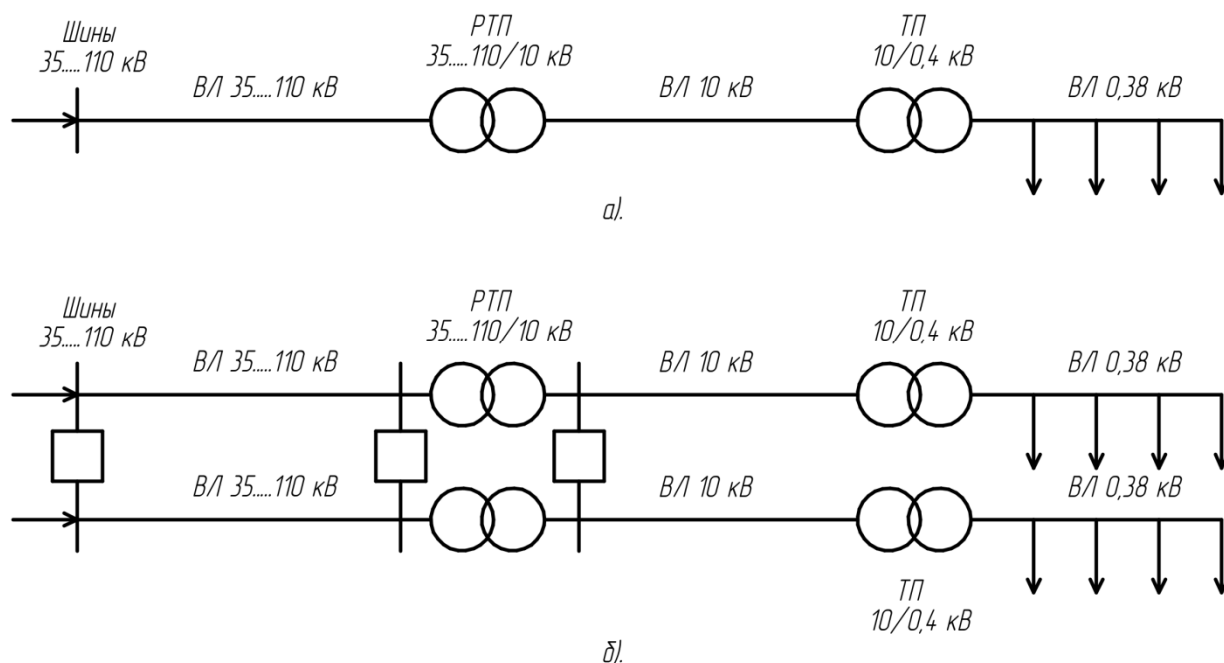 Шины
35.....110 кВ
ВЛ 35.....110 кВ
РТП
35.....110/10 кВ
ВЛ 10 кВ
ТП
10/0,4 кВ
ВЛ 0,38 кВ
а).
Шины
35.....110 кВ
ВЛ 35.....110 кВ
РТП
35.....110/10 кВ
ВЛ 10 кВ
ТП
10/0,4 кВ
ВЛ 0,38 кВ
ВЛ 35.....110 кВ
ВЛ 10 кВ
ВЛ 0,38 кВ
ТП
10/0,4 кВ
б).